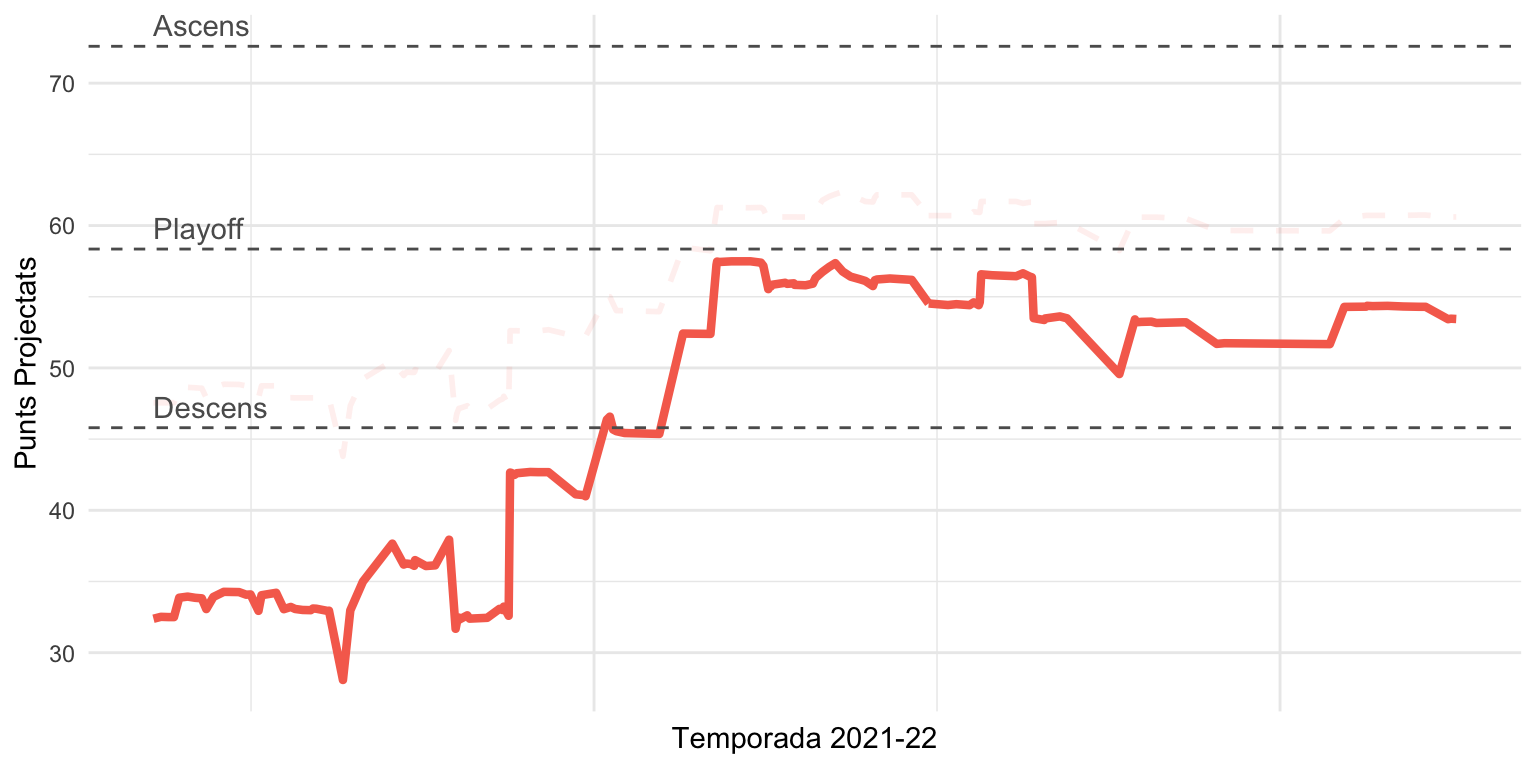 Ascens
70
Playoff
60
50
Descens
40
30
Punts Projectats
Temporada 2021-22